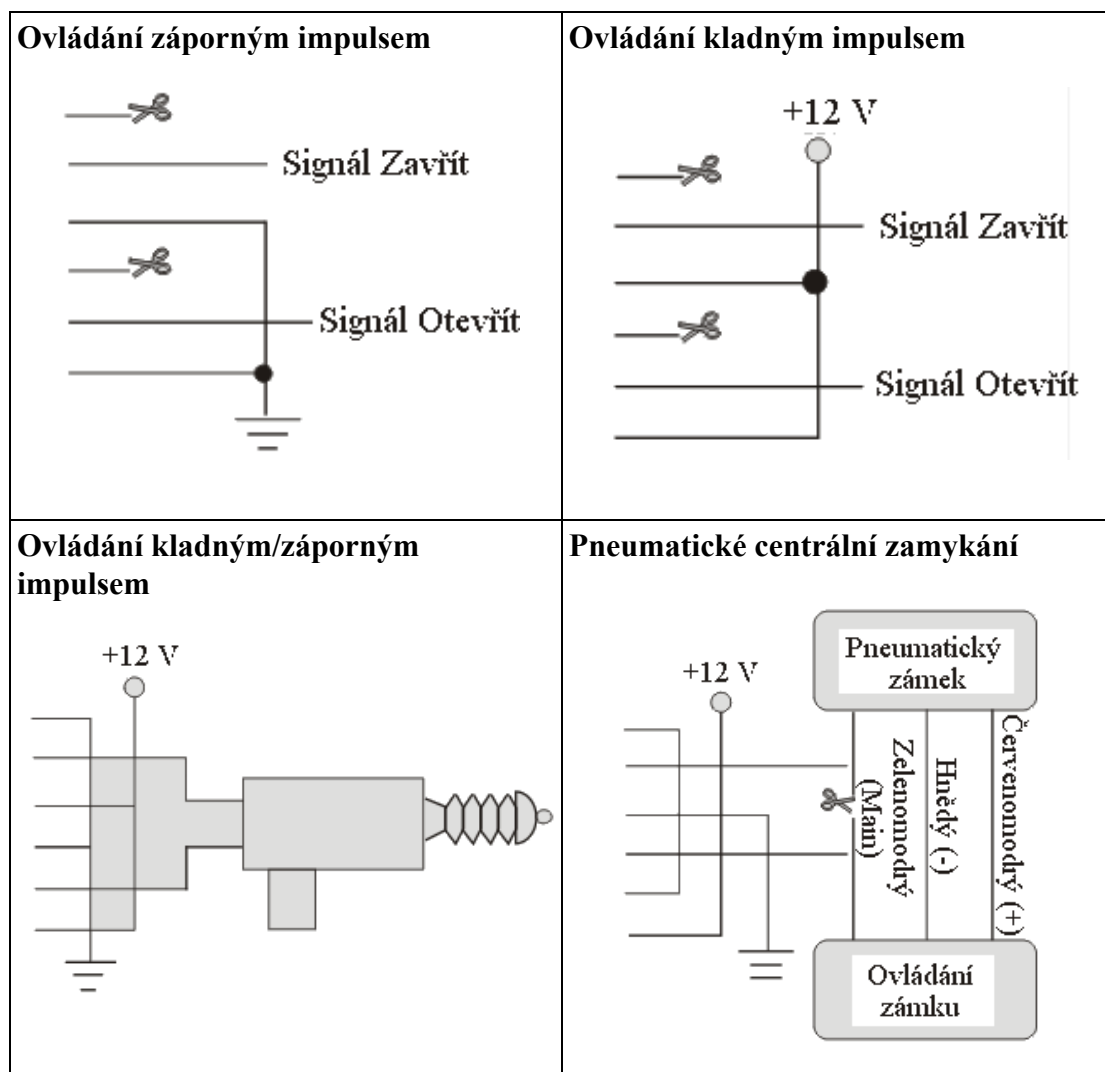 Ovládání záporným impulsem
Signál Zavřít
Signál Otevřít
Ovládání kladným impulsem
+12 V
Signál Zavřít
Signál Otevřít
Ovládání kladným/záporným
impulsem
+12 V
Pneumatické centrální zamykání
+12 V
Pneumatický
zámek
Zelenomodrý
(Main)
Hnědý (-)
Červenomodrý (+)
Ovládání
zámku